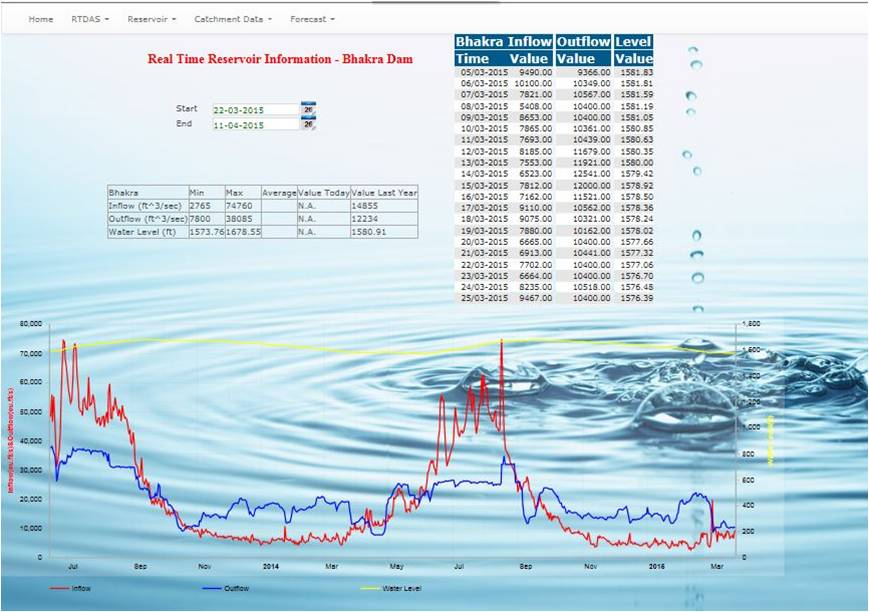 Home RTDAS Reservoir Catchment Data Forecast
Real Time Reservoir Information - Bhakra Dam
Start 22-03-2015 26
End 11-04-2015 26
Bhakra Min Max Average Value Today Value Last Year
Inflow (ft^3/sec) 2765 74760 N.A. 14855
Outflow (ft^3/sec) 7800 38085 N.A. 12234
Water Level (ft) 1573.76 1678.55 N.A. 1580.91
Bhakra Inflow Outflow Level
Time Value Value Value
05/03-2015 9490.00 9366.00 1581.83
06/03-2015 10100.00 10349.00 1581.81
07/03-2015 7821.00 10567.00 1581.59
08/03-2015 5408.00 10400.00 1581.19
09/03-2015 8653.00 10400.00 1581.05
10/03-2015 7865.00 10361.00 1580.85
11/03-2015 7693.00 10439.00 1580.63
12/03-2015 8185.00 11679.00 1580.35
13/03-2015 7553.00 11921.00 1580.00
14/03-2015 6523.00 12541.00 1579.42
15/03-2015 7812.00 12000.00 1578.92
16/03-2015 7162.00 11521.00 1578.50
17/03-2015 9110.00 10562.00 1578.36
18/03-2015 9075.00 10321.00 1578.24
19/03-2015 7880.00 10162.00 1578.02
20/03-2015 6665.00 10400.00 1577.66
21/03-2015 6913.00 10441.00 1577.32
22/03-2015 7702.00 10400.00 1577.06
23/03-2015 6664.00 10400.00 1576.70
24/03-2015 8235.00 10518.00 1576.48
25/03-2015 9467.00 10400.00 1576.39
80,000 1,800
70,000 1,600
60,000 1,400
50,000 1,200
40,000 1,000
30,000 800
20,000 600
10,000 400
0 200
0
Inflow(cu.ft/s)&Outflow(cu.ft/s)
Jul Sep Nov 2014 Mar May Jul Sep Nov 2015 Mar
Inflow Outflow Water Level